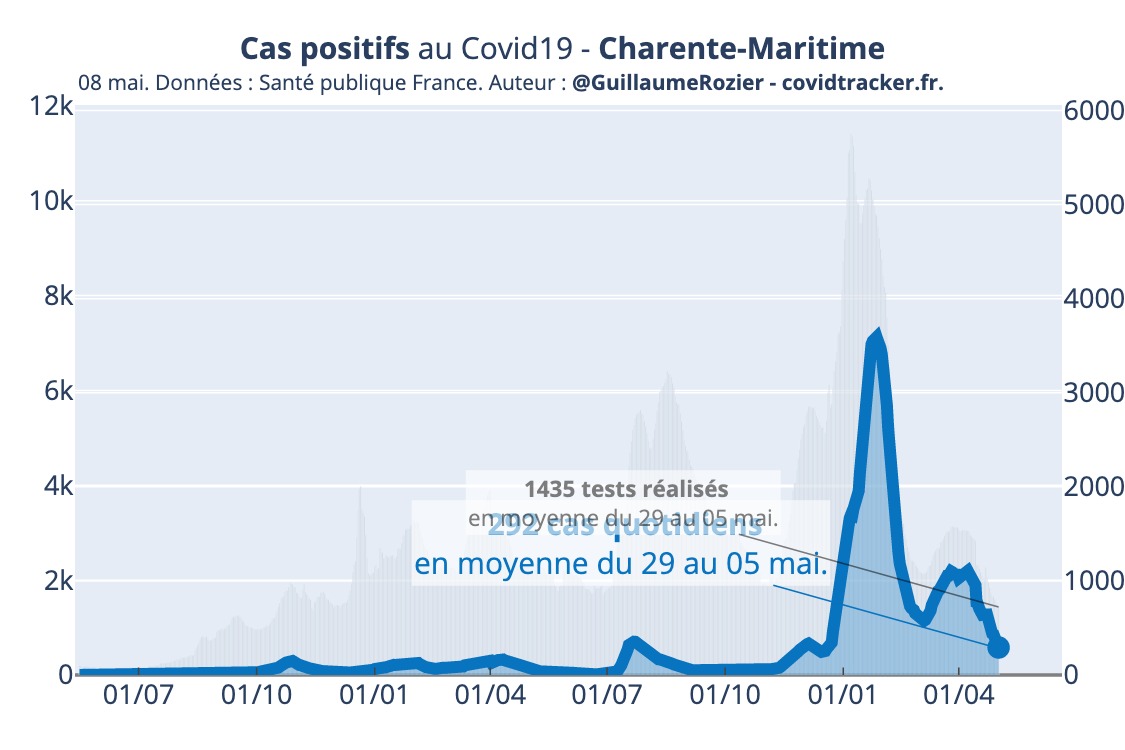 Cas positifs au Covid19 - Charente-Maritime
08 mai. Données : Santé publique France. Auteur : @GuillaumeRozier - covidtracker.fr.
12k
10k
8k
6k
4k
2k
0
6000
5000
4000
3000
2000
1000
0
1435 tests réalisés
en moyenne du 29 au 05 mai.
292 cas quotidiens
en moyenne du 29 au 05 mai.
01/07 01/10 01/01 01/04 01/07 01/10 01/01 01/04